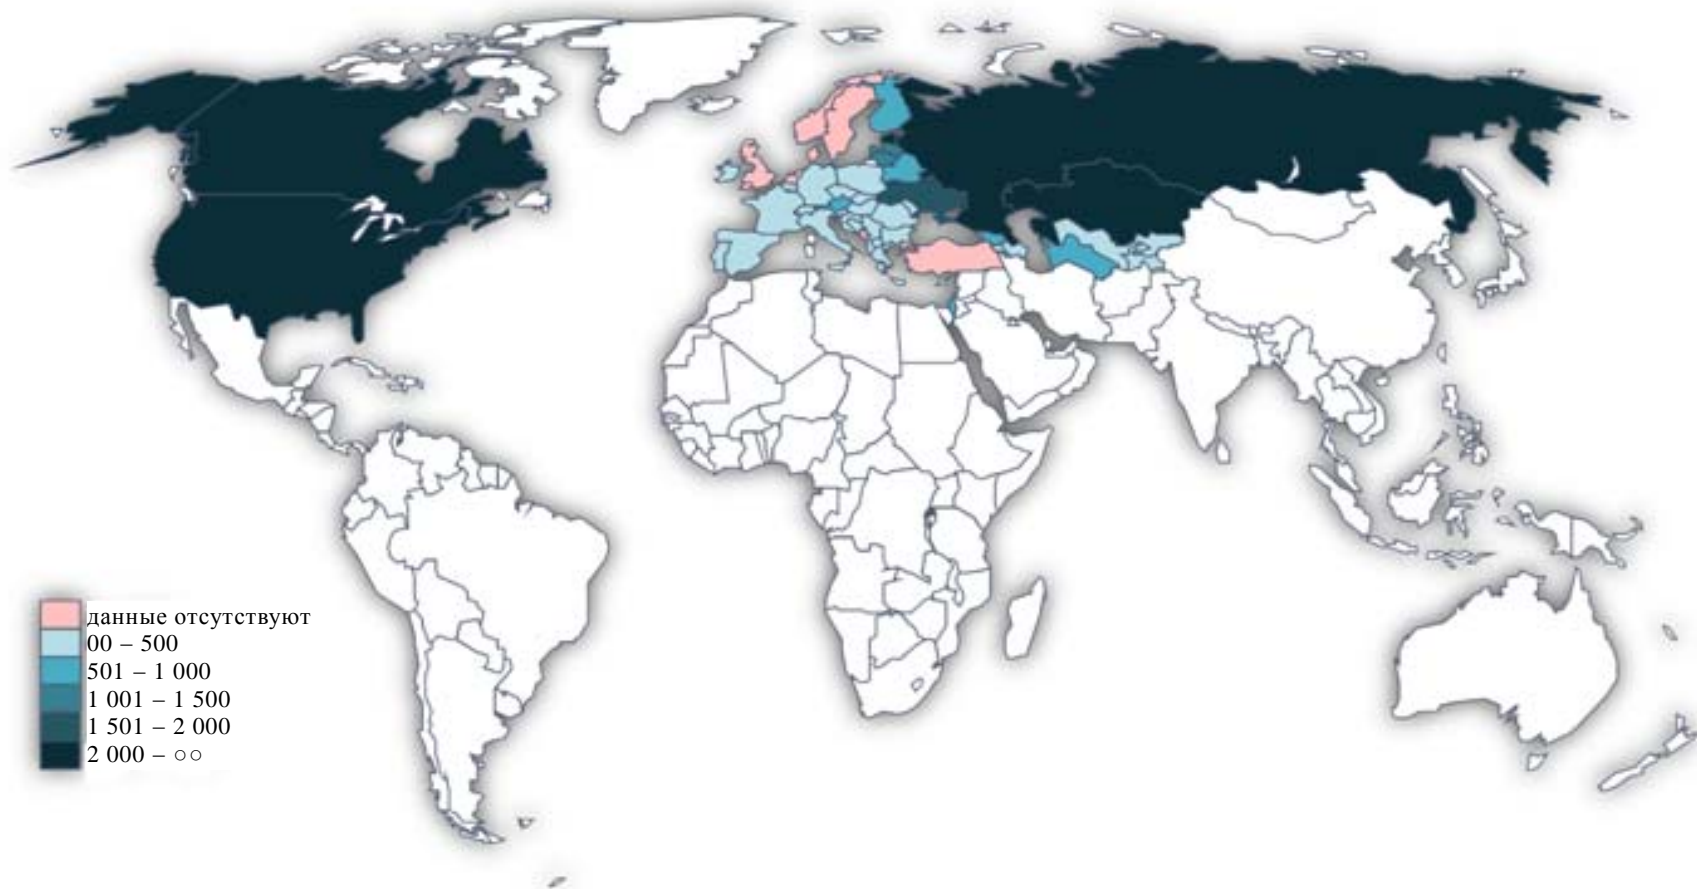 данные отсутствуют
00 – 500
501 – 1 000
1 001 – 1 500
1 501 – 2 000
2 000 – ○○